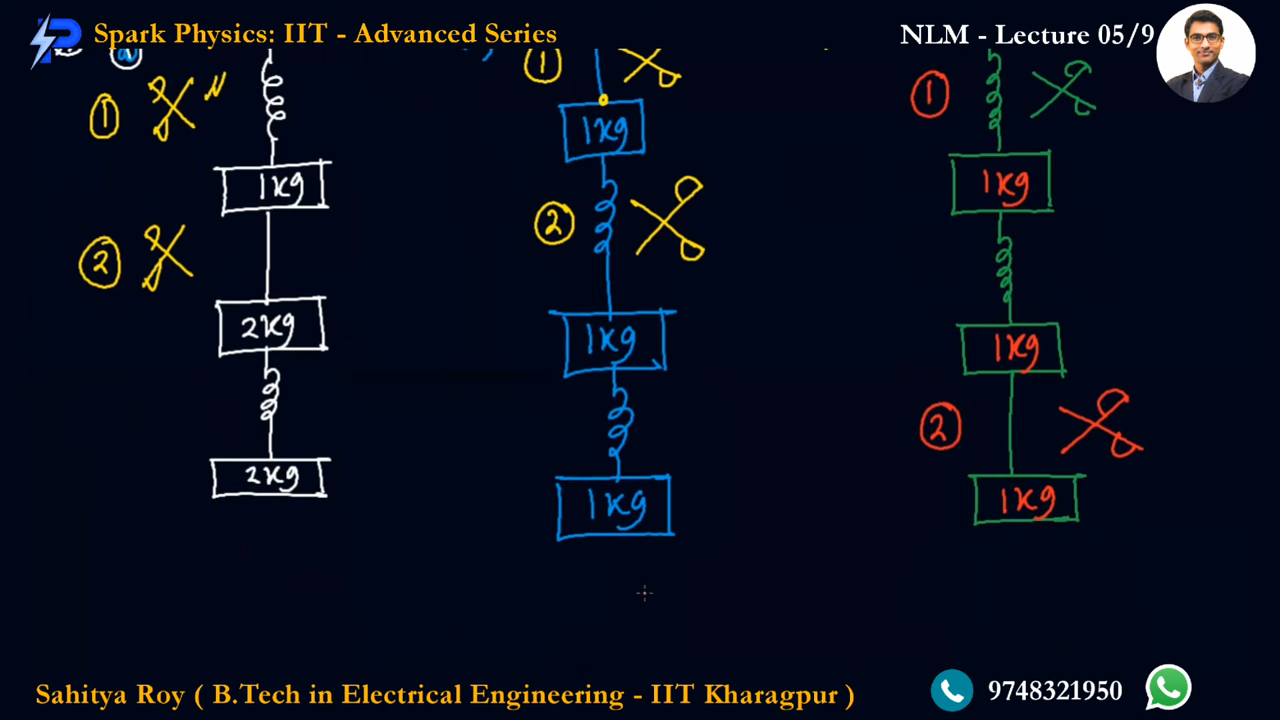 Spark Physics: IIT - Advanced Series
NLM - Lecture 05/9
① 1kg
② 2kg
2kg
① 1kg
② 1kg
1kg
① 1kg
1kg
② 1kg
Sahitya Roy ( B.Tech in Electrical Engineering - IIT Kharagpur )
9748321950